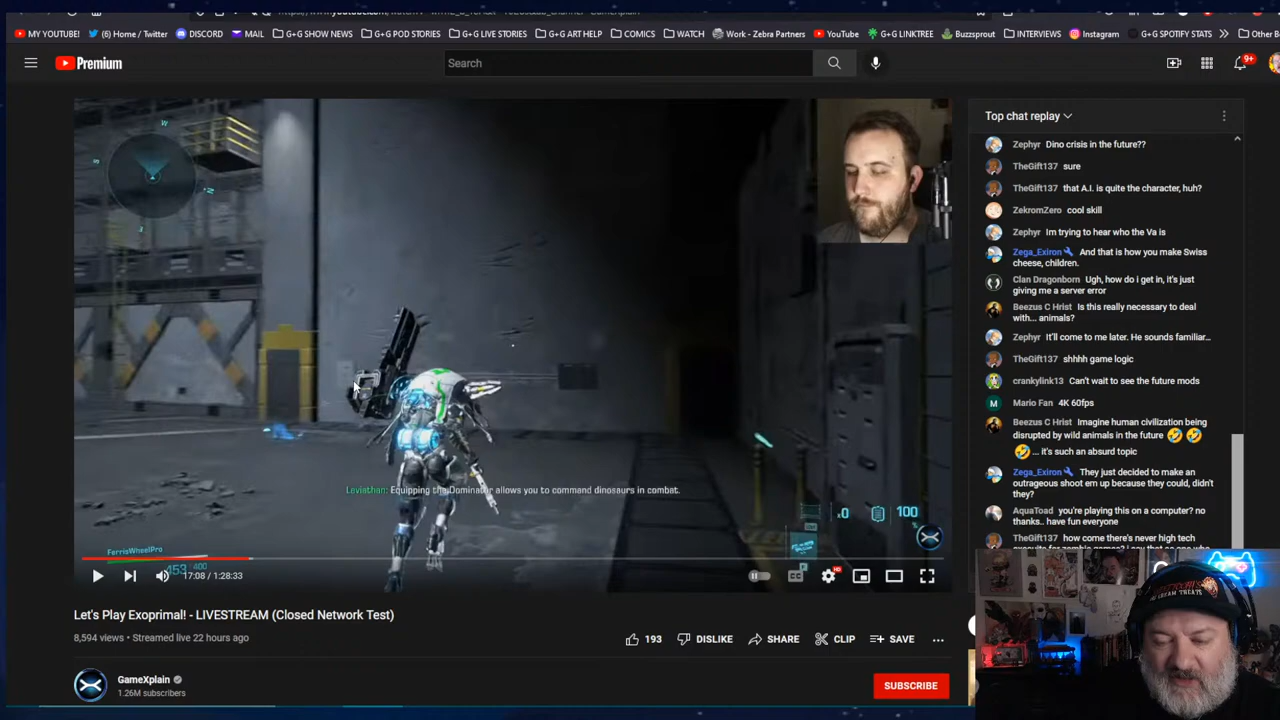 MY YOUTUBE!
(6) Home / Twitter
DISCORD
MAIL
G+G SHOW NEWS
G+G POD STORIES
G+G LIVE STORIES
G+G ART HELP
COMICS
WATCH
Work - Zebra Partners
YouTube
G+G LINKTREE
Buzzsprout
INTERVIEWS
Instagram
G+G SPOTIFY STATS
Other B
Premium
Search
9+
W
S
N
E
Leviathan: Equipping the Dominator allows you to command dinosaurs in combat.
x0
100
FerrisWheelPro
453 400
17:08 / 1:28:33
CC
HD
Let's Play Exoprimal! - LIVESTREAM (Closed Network Test)
8,594 views • Streamed live 22 hours ago
193
DISLIKE
SHARE
CLIP
SAVE
GameXplain
1.26M subscribers
SUBSCRIBE
Top chat replay
Zephyr Dino crisis in the future??
TheGift137 sure
TheGift137 that A.I. is quite the character, huh?
ZekromZero cool skill
Zephyr Im trying to hear who the Va is
Zega_Exiron And that is how you make Swiss
cheese, children.
Clan Dragonborn Ugh, how do i get in, it's just
giving me a server error
Beezus C Hrist Is this really necessary to deal
with... animals?
Zephyr It'll come to me later. He sounds familiar...
TheGift137 shhhh game logic
crankylink13 Can't wait to see the future mods
M
Mario Fan 4K 60fps
Beezus C Hrist Imagine human civilization being
disrupted by wild animals in the future 🤣 🤣
🤣 ... it's such an absurd topic
Zega_Exiron They just decided to make an
outrageous shoot em up because they could, didn't
they?
AquaToad you're playing this on a computer? no
thanks.. have fun everyone
TheGift137 how come there's never high tech